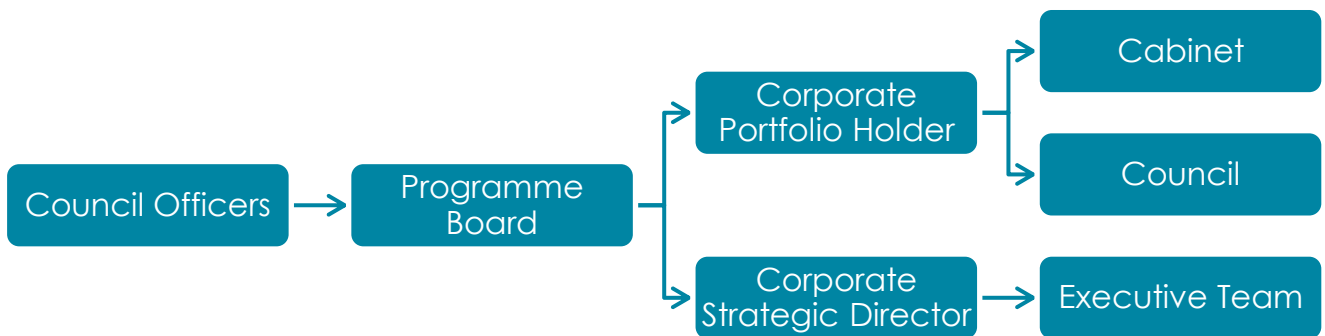 Council Officers
Programme
Board
Corporate
Portfolio Holder
Cabinet
Council
Corporate
Strategic Director
Executive Team